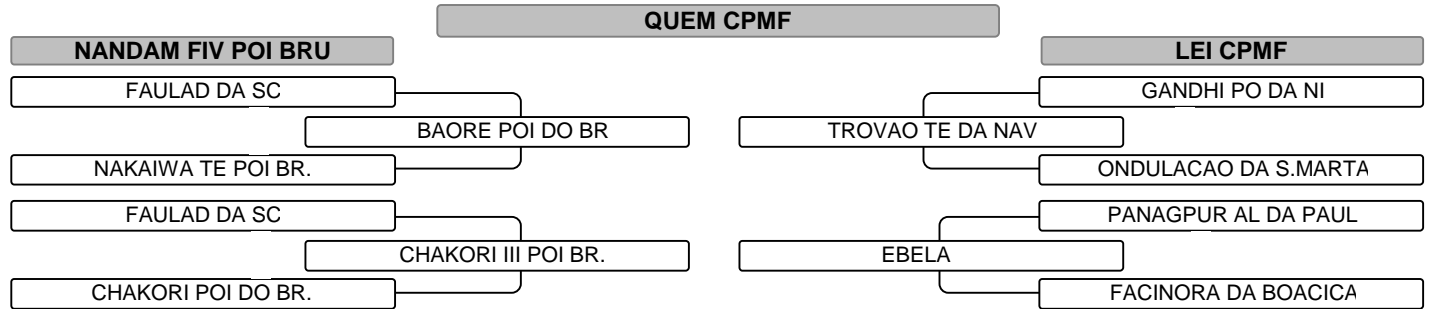 QUEM CPMF
NANDAM FIV POI BRU
LEI CPMF
FAULAD DA SC
GANDHI PO DA NI
BAORE POI DO BR
TROVAO TE DA NAV
NAKAIWA TE POI BR.
ONDULACAO DA S.MARTA
FAULAD DA SC
PANAGPUR AL DA PAUL
CHAKORI III POI BR.
EBELA
CHAKORI POI DO BR.
FACINORA DA BOACICA